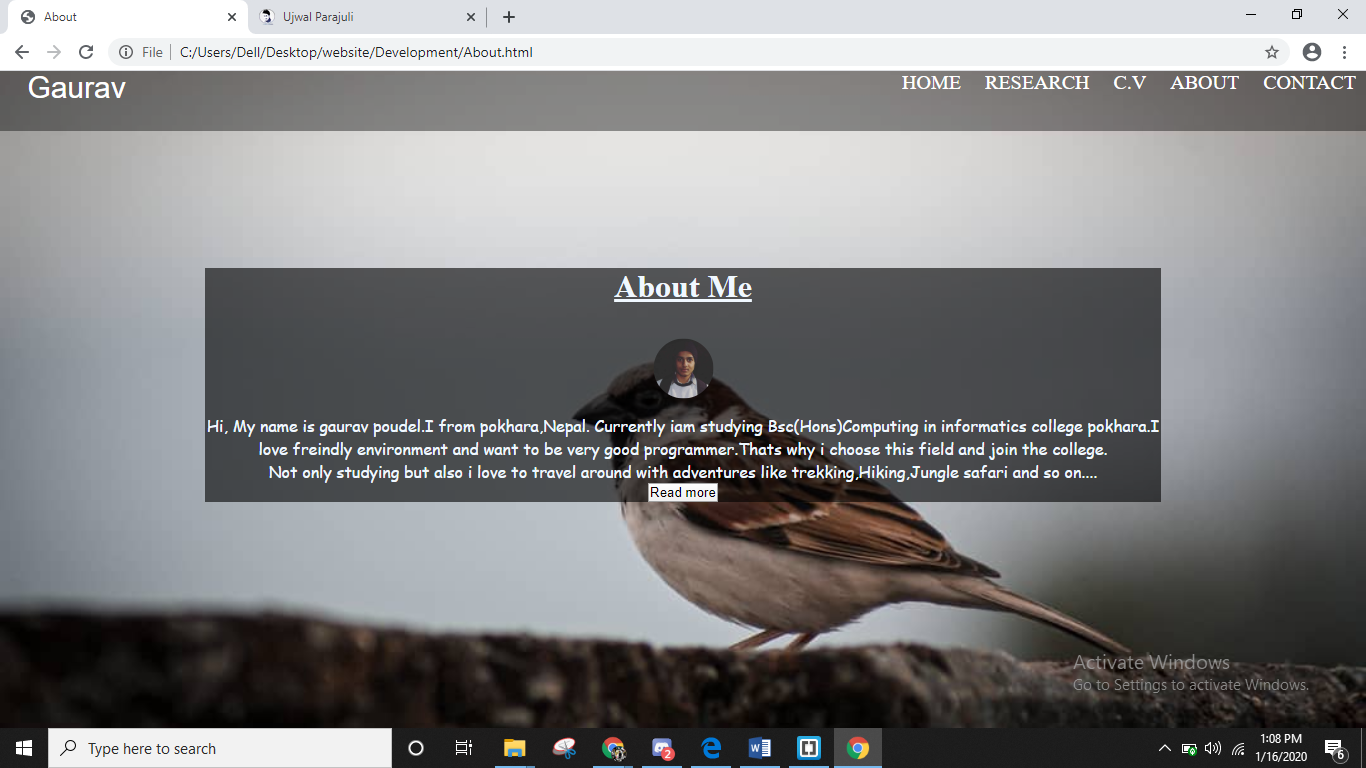 About
Ujwal Parajuli
File
C:/Users/Dell/Desktop/website/Development/About.html
Gaurav
HOME RESEARCH C.V ABOUT CONTACT
About Me
Hi, My name is gaurav poudel.I from pokhara,Nepal. Currently iam studying Bsc(Hons)Computing in informatics college pokhara.I
love freindly environment and want to be very good programmer.Thats why i choose this field and join the college.
Not only studying but also i love to travel around with adventures like trekking,Hiking,Jungle safari and so on....
Read more
Activate Windows
Go to Settings to activate Windows.
Type here to search
2
1:08 PM
1/16/2020
6